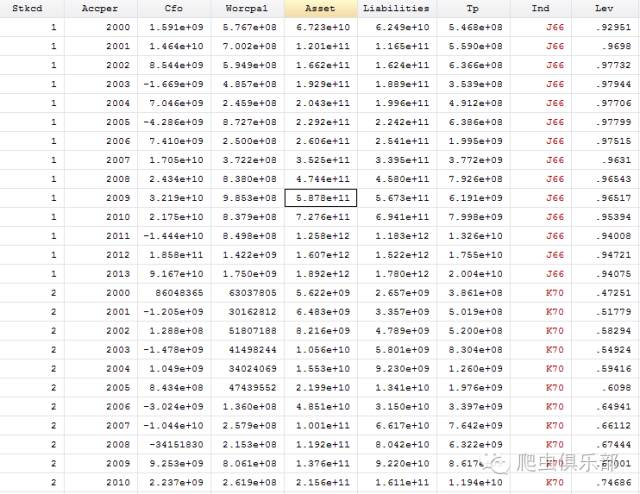 Stkcd Accper Cfo Worcpal Asset Liabilities Tp Ind Lev
1 2000 1.591e+09 5.767e+08 6.723e+10 6.249e+10 5.468e+08 J66 .92951
1 2001 1.464e+10 7.002e+08 1.201e+11 1.165e+11 5.590e+08 J66 .9698
1 2002 8.544e+09 5.949e+08 1.662e+11 1.624e+11 6.366e+08 J66 .97732
1 2003 -1.669e+09 4.857e+08 1.929e+11 1.889e+11 3.539e+08 J66 .97944
1 2004 7.046e+09 2.459e+08 2.043e+11 1.996e+11 4.912e+08 J66 .97706
1 2005 -4.286e+09 8.727e+08 2.292e+11 2.242e+11 6.386e+08 J66 .97799
1 2006 7.410e+09 2.500e+08 2.606e+11 2.541e+11 1.995e+09 J66 .97515
1 2007 1.705e+10 3.722e+08 3.525e+11 3.395e+11 3.772e+09 J66 .9631
1 2008 2.434e+10 8.380e+08 4.744e+11 4.580e+11 7.926e+08 J66 .96543
1 2009 3.219e+10 9.853e+08 5.878e+11 5.673e+11 6.191e+09 J66 .96517
1 2010 2.175e+10 8.379e+08 7.276e+11 6.941e+11 7.998e+09 J66 .95394
1 2011 -1.444e+10 8.498e+08 1.258e+12 1.183e+12 1.326e+10 J66 .94008
1 2012 1.858e+11 1.422e+09 1.607e+12 1.522e+12 1.755e+10 J66 .94721
1 2013 9.167e+10 1.750e+09 1.892e+12 1.780e+12 2.004e+10 J66 .94075
2 2000 86048365 63037805 5.622e+09 2.657e+09 3.861e+08 K70 .47251
2 2001 -1.205e+09 30162812 6.483e+09 3.357e+09 5.019e+08 K70 .51779
2 2002 1.288e+08 51807188 8.216e+09 4.789e+09 5.200e+08 K70 .58294
2 2003 -1.478e+09 41498244 1.056e+10 5.801e+09 8.304e+08 K70 .54924
2 2004 1.049e+09 34024069 1.553e+10 9.230e+09 1.260e+09 K70 .59416
2 2005 8.434e+08 47439552 2.199e+10 1.341e+10 1.976e+09 K70 .6098
2 2006 -3.024e+09 1.360e+08 4.851e+10 3.150e+10 3.397e+09 K70 .64941
2 2007 -1.044e+10 2.579e+08 1.001e+11 6.617e+10 7.642e+09 K70 .66112
2 2008 -34151830 2.153e+08 1.192e+11 8.042e+10 6.322e+09 K70 .67444
2 2009 9.253e+09 8.061e+08 1.376e+11 9.220e+10 K70 .67001
2 2010 2.237e+09 2.619e+08 2.156e+11 1.611e+11 1.194e+10 K70 .74686
爬虫俱乐部